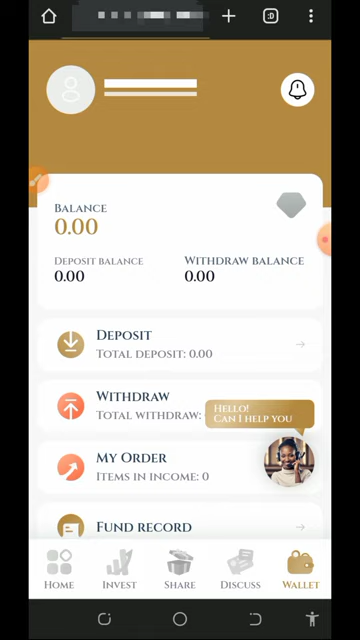 :D
BALANCE
0.00
DEPOSIT BALANCE
0.00
WITHDRAW BALANCE
0.00
DEPOSIT
TOTAL DEPOSIT: 0.00
WITHDRAW
TOTAL WITHDRAW:
HELLO!
CAN I HELP YOU
MY ORDER
ITEMS IN INCOME: 0
FUND RECORD
HOME
INVEST
SHARE
DISCUSS
WALLET